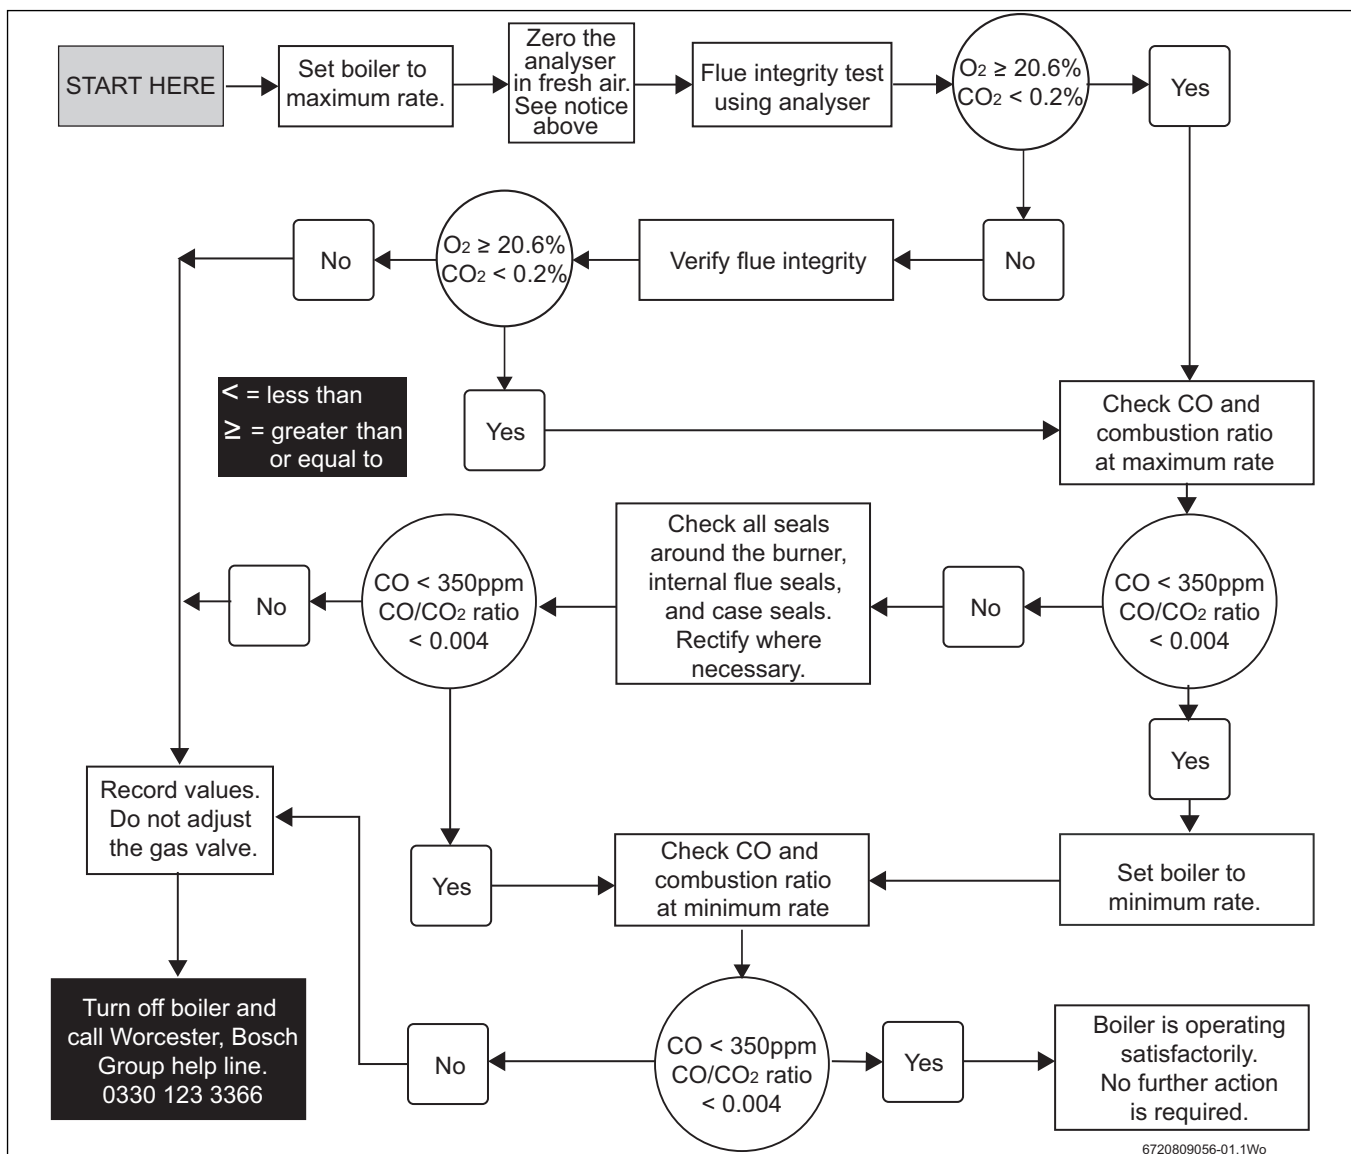 START HERE
Set boiler to
maximum rate.
Zero the
analyser
in fresh air.
See notice
above
Flue integrity test
using analyser
O2 ≥ 20.6%
CO2 < 0.2%
Yes
No
Verify flue integrity
O2 ≥ 20.6%
CO2 < 0.2%
No
Yes
< = less than
≥ = greater than
or equal to
Check CO and
combustion ratio
at maximum rate
CO < 350ppm
CO/CO2 ratio
< 0.004
No
Check all seals
around the burner,
internal flue seals,
and case seals.
Rectify where
necessary.
CO < 350ppm
CO/CO2 ratio
< 0.004
No
Yes
Yes
Set boiler to
minimum rate.
Check CO and
combustion ratio
at minimum rate
Record values.
Do not adjust
the gas valve.
Turn off boiler and
call Worcester, Bosch
Group help line.
0330 123 3366
No
CO < 350ppm
CO/CO2 ratio
< 0.004
Yes
Boiler is operating
satisfactorily.
No further action
is required.
6720809056-01.1Wo